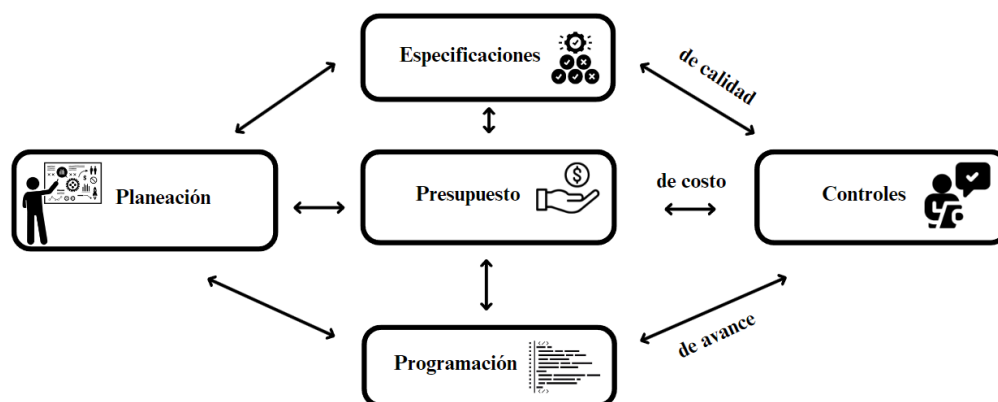 Especificaciones
de calidad
Planeación
Presupuesto
de costo
Controles
Programación
de avance